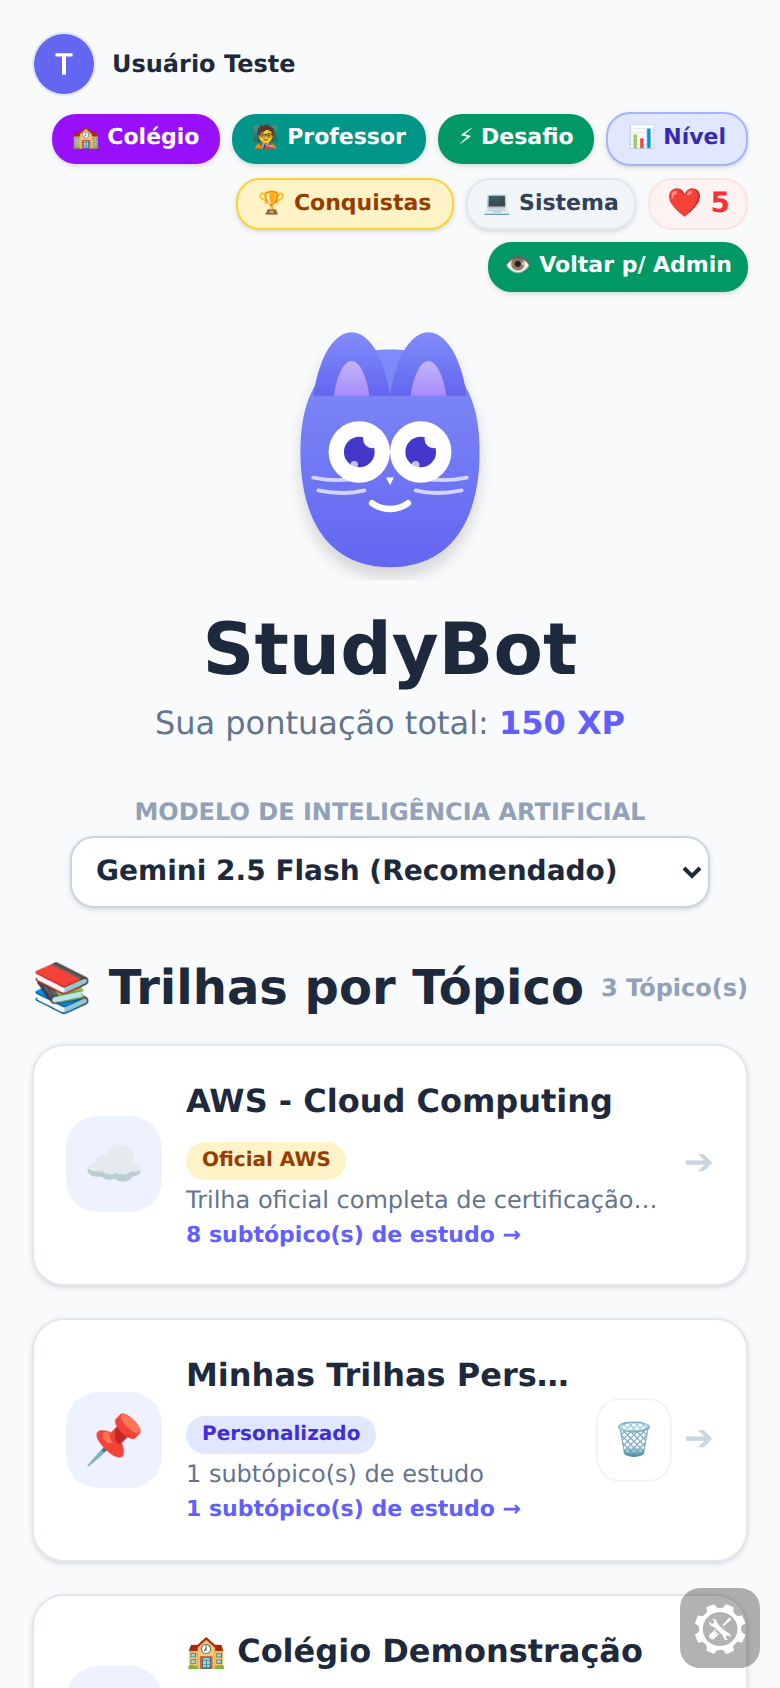 T Usuário Teste
🏫 Colégio 🧑‍🏫 Professor ⚡ Desafio 📊 Nível
🏆 Conquistas 💻 Sistema ❤️ 5
👁️ Voltar p/ Admin
StudyBot
Sua pontuação total: 150 XP
MODELO DE INTELIGÊNCIA ARTIFICIAL
Gemini 2.5 Flash (Recomendado)
📚 Trilhas por Tópico 3 Tópico(s)
AWS - Cloud Computing
Oficial AWS
Trilha oficial completa de certificação...
8 subtópico(s) de estudo →
Minhas Trilhas Pers...
Personalizado
1 subtópico(s) de estudo
1 subtópico(s) de estudo →
🏫 Colégio Demonstração